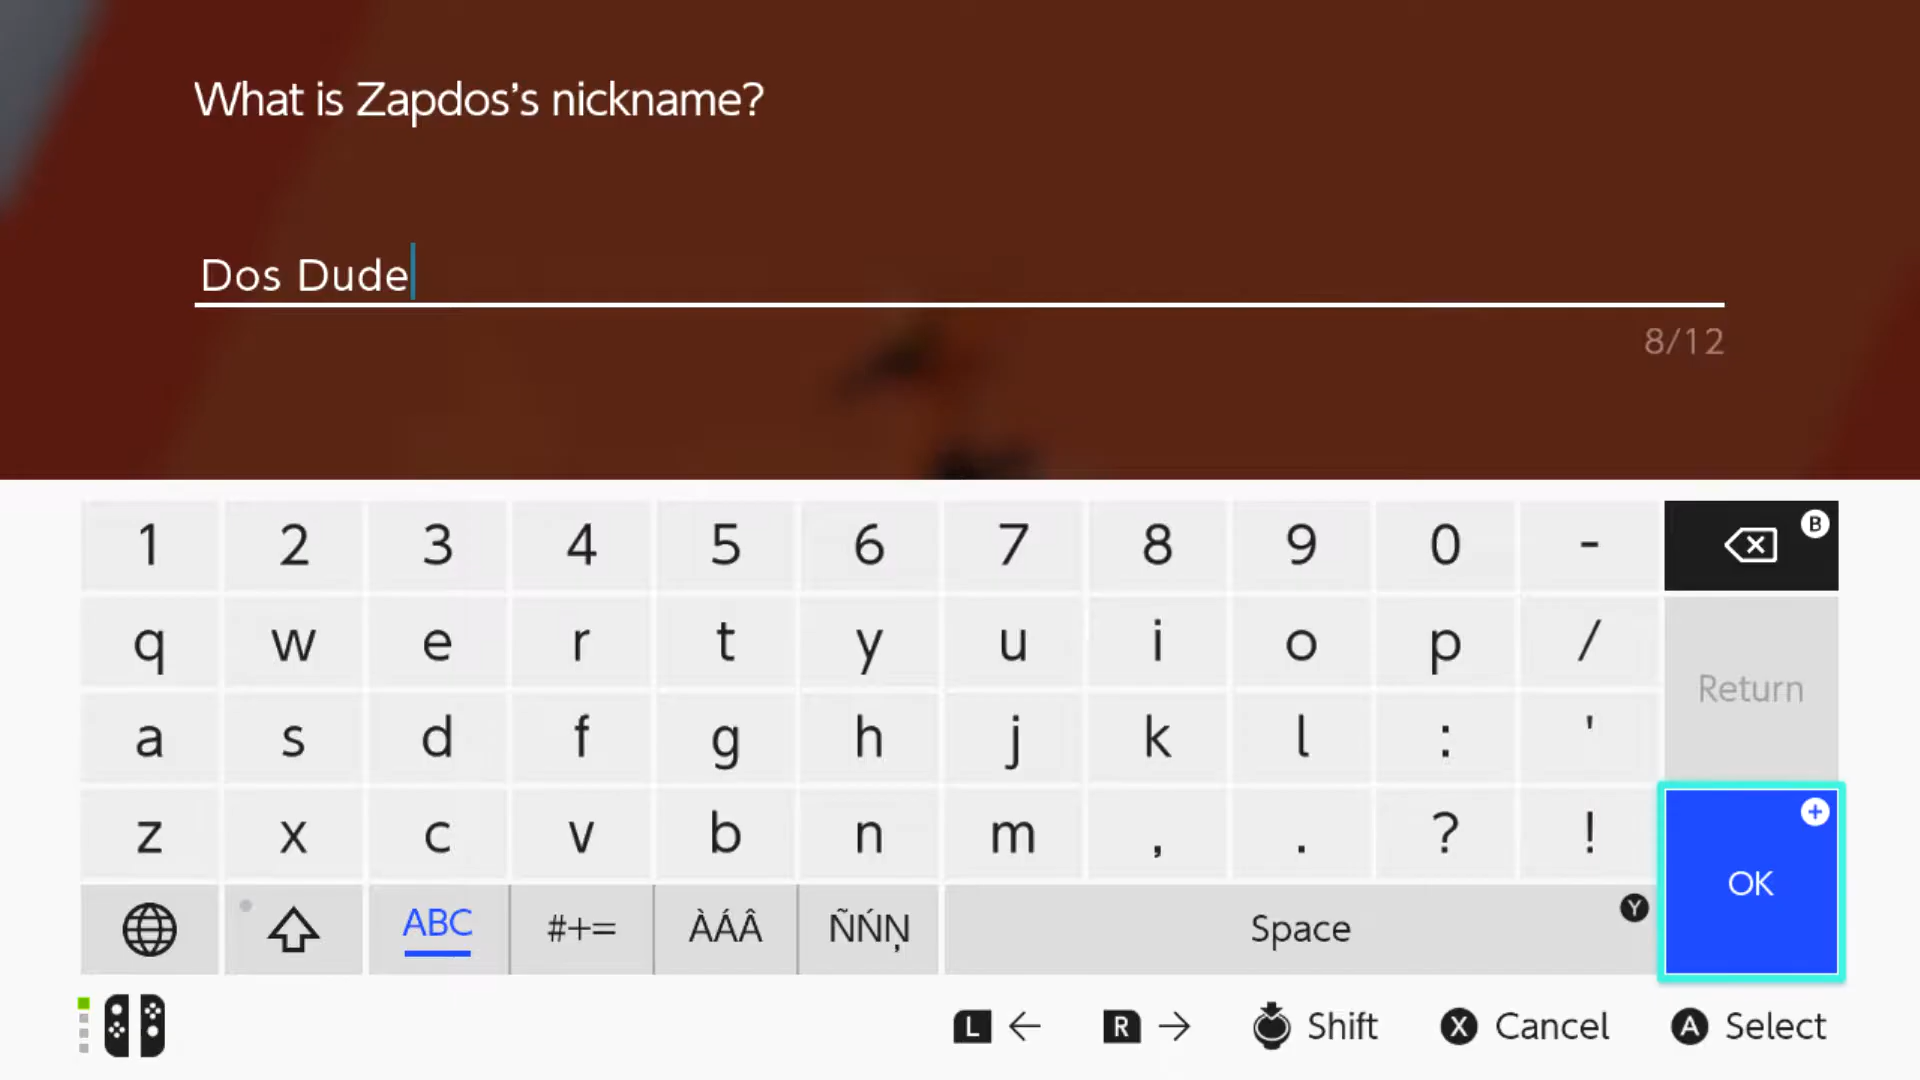 What is Zapdos's nickname?
Dos Dude
8/12
1 2 3 4 5 6 7 8 9 0 - B
q w e r t y u i o p /
Return
a s d f g h j k l : '
z x c v b n m , . ? ! +
OK
ABC #+= ÀÁÂ ÑŃŅ Space Y
L ← R → Shift X Cancel A Select